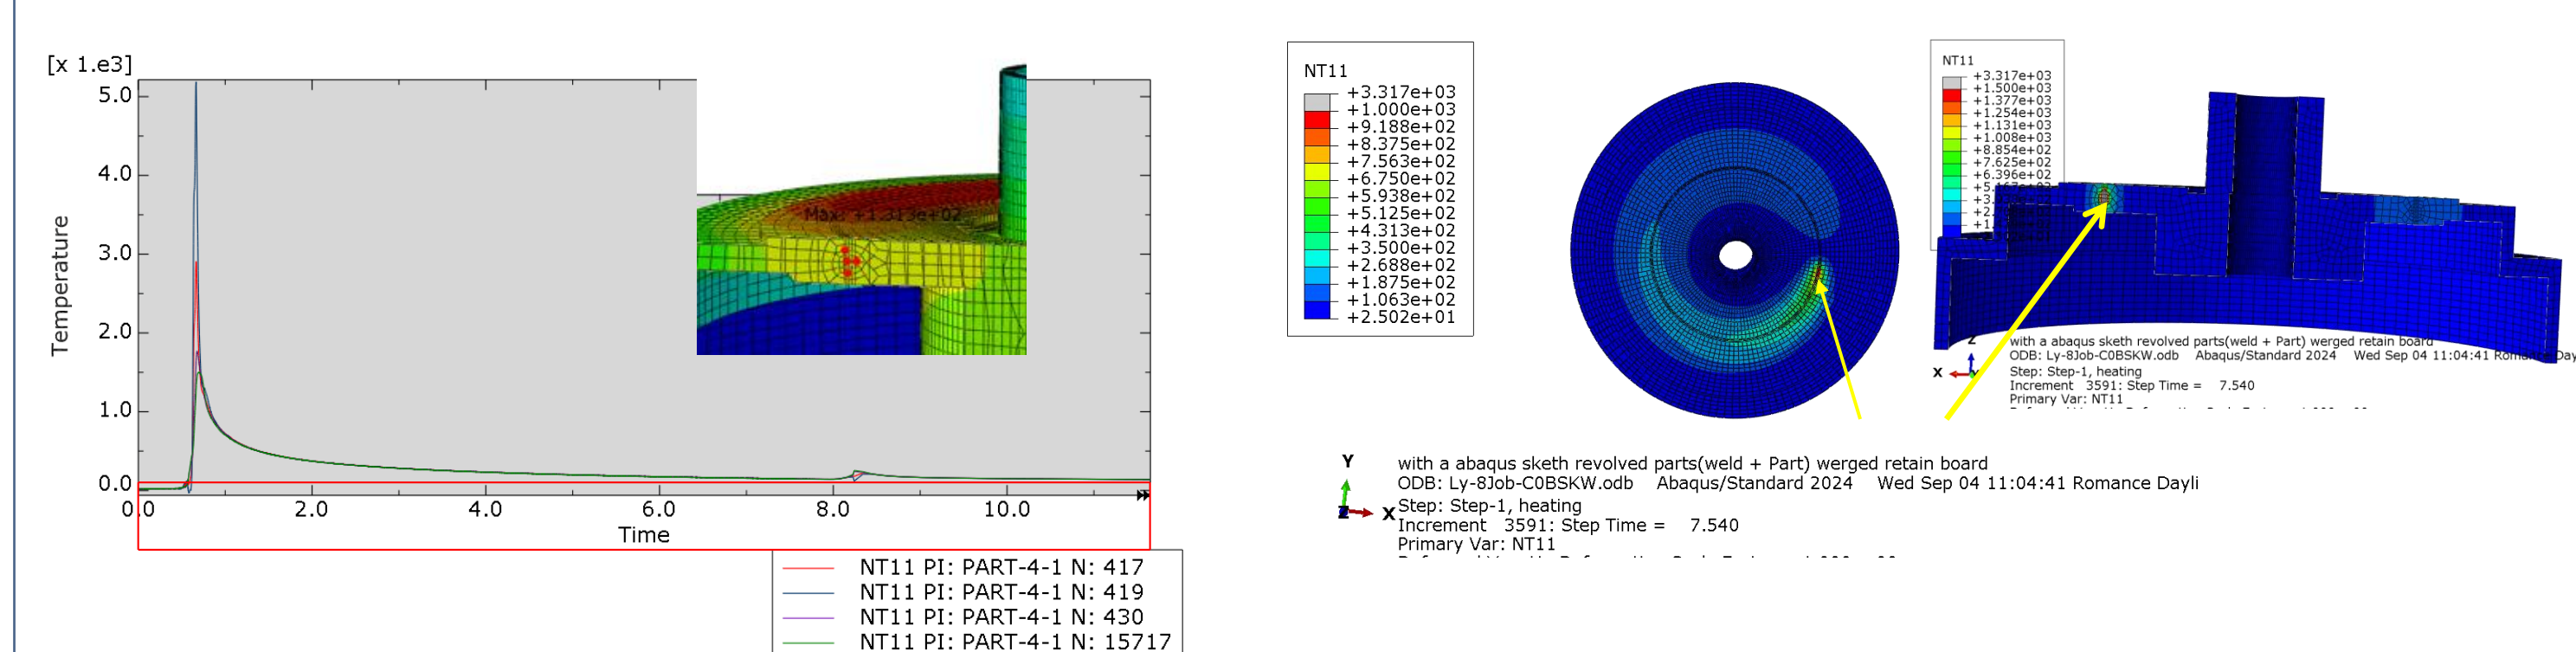 [x 1.e3]
5.0
4.0
3.0
2.0
1.0
0.0
Temperature
Max: +1.313e+02
0.0 2.0 4.0 6.0 8.0 10.0
Time
NT11 PI: PART-4-1 N: 417
NT11 PI: PART-4-1 N: 419
NT11 PI: PART-4-1 N: 430
NT11 PI: PART-4-1 N: 15717
NT11
+3.317e+03
+1.000e+03
+9.188e+02
+8.375e+02
+7.563e+02
+6.750e+02
+5.938e+02
+5.125e+02
+4.313e+02
+3.500e+02
+2.688e+02
+1.875e+02
+1.063e+02
+2.502e+01
Y
Z
X
with a abaqus sketh revolved parts(weld + Part) werged retain board
ODB: Ly-8Job-C0BSKW.odb Abaqus/Standard 2024 Wed Sep 04 11:04:41 Romance Dayli
Step: Step-1, heating
Increment 3591: Step Time = 7.540
Primary Var: NT11
NT11
+3.317e+03
+1.500e+03
+1.377e+03
+1.254e+03
+1.131e+03
+1.008e+03
+8.854e+02
+7.625e+02
+6.396e+02
Z
X
with a abaqus sketh revolved parts(weld + Part) werged retain board
ODB: Ly-8Job-C0BSKW.odb Abaqus/Standard 2024 Wed Sep 04 11:04:41
Step: Step-1, heating
Increment 3591: Step Time = 7.540
Primary Var: NT11